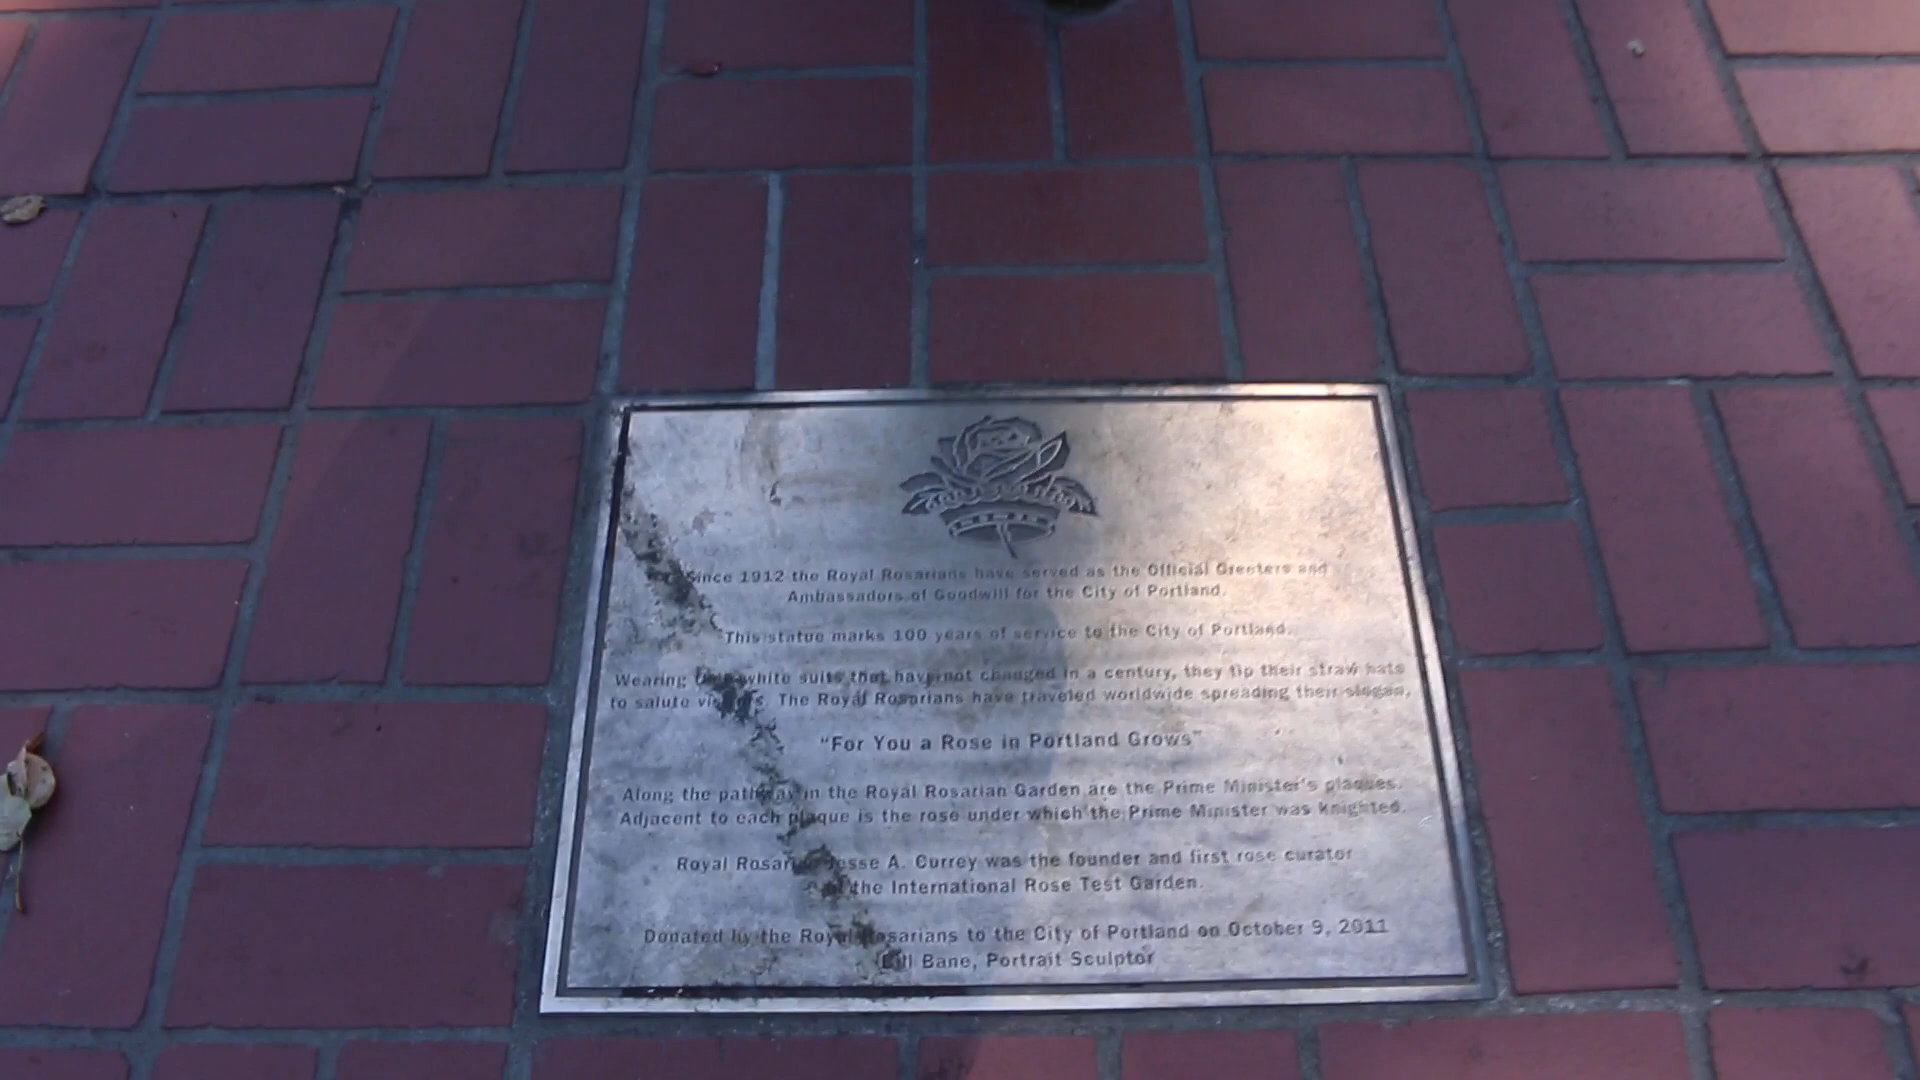 Since 1912 the Royal Rosarians have served as the Official Greeters and
Ambassadors of Goodwill for the City of Portland.
This statue marks 100 years of service to the City of Portland.
Wearing white suits that have not changed in a century, they tip their straw hats
to salute visitors. The Royal Rosarians have traveled worldwide spreading their slogan,
"For You a Rose in Portland Grows"
Along the pathway in the Royal Rosarian Garden are the Prime Minister's plaques.
Adjacent to each plaque is the rose under which the Prime Minister was knighted.
Royal Rosarian Jesse A. Currey was the founder and first rose curator
of the International Rose Test Garden.
Donated by the Royal Rosarians to the City of Portland on October 9, 2011
Bill Bane, Portrait Sculptor